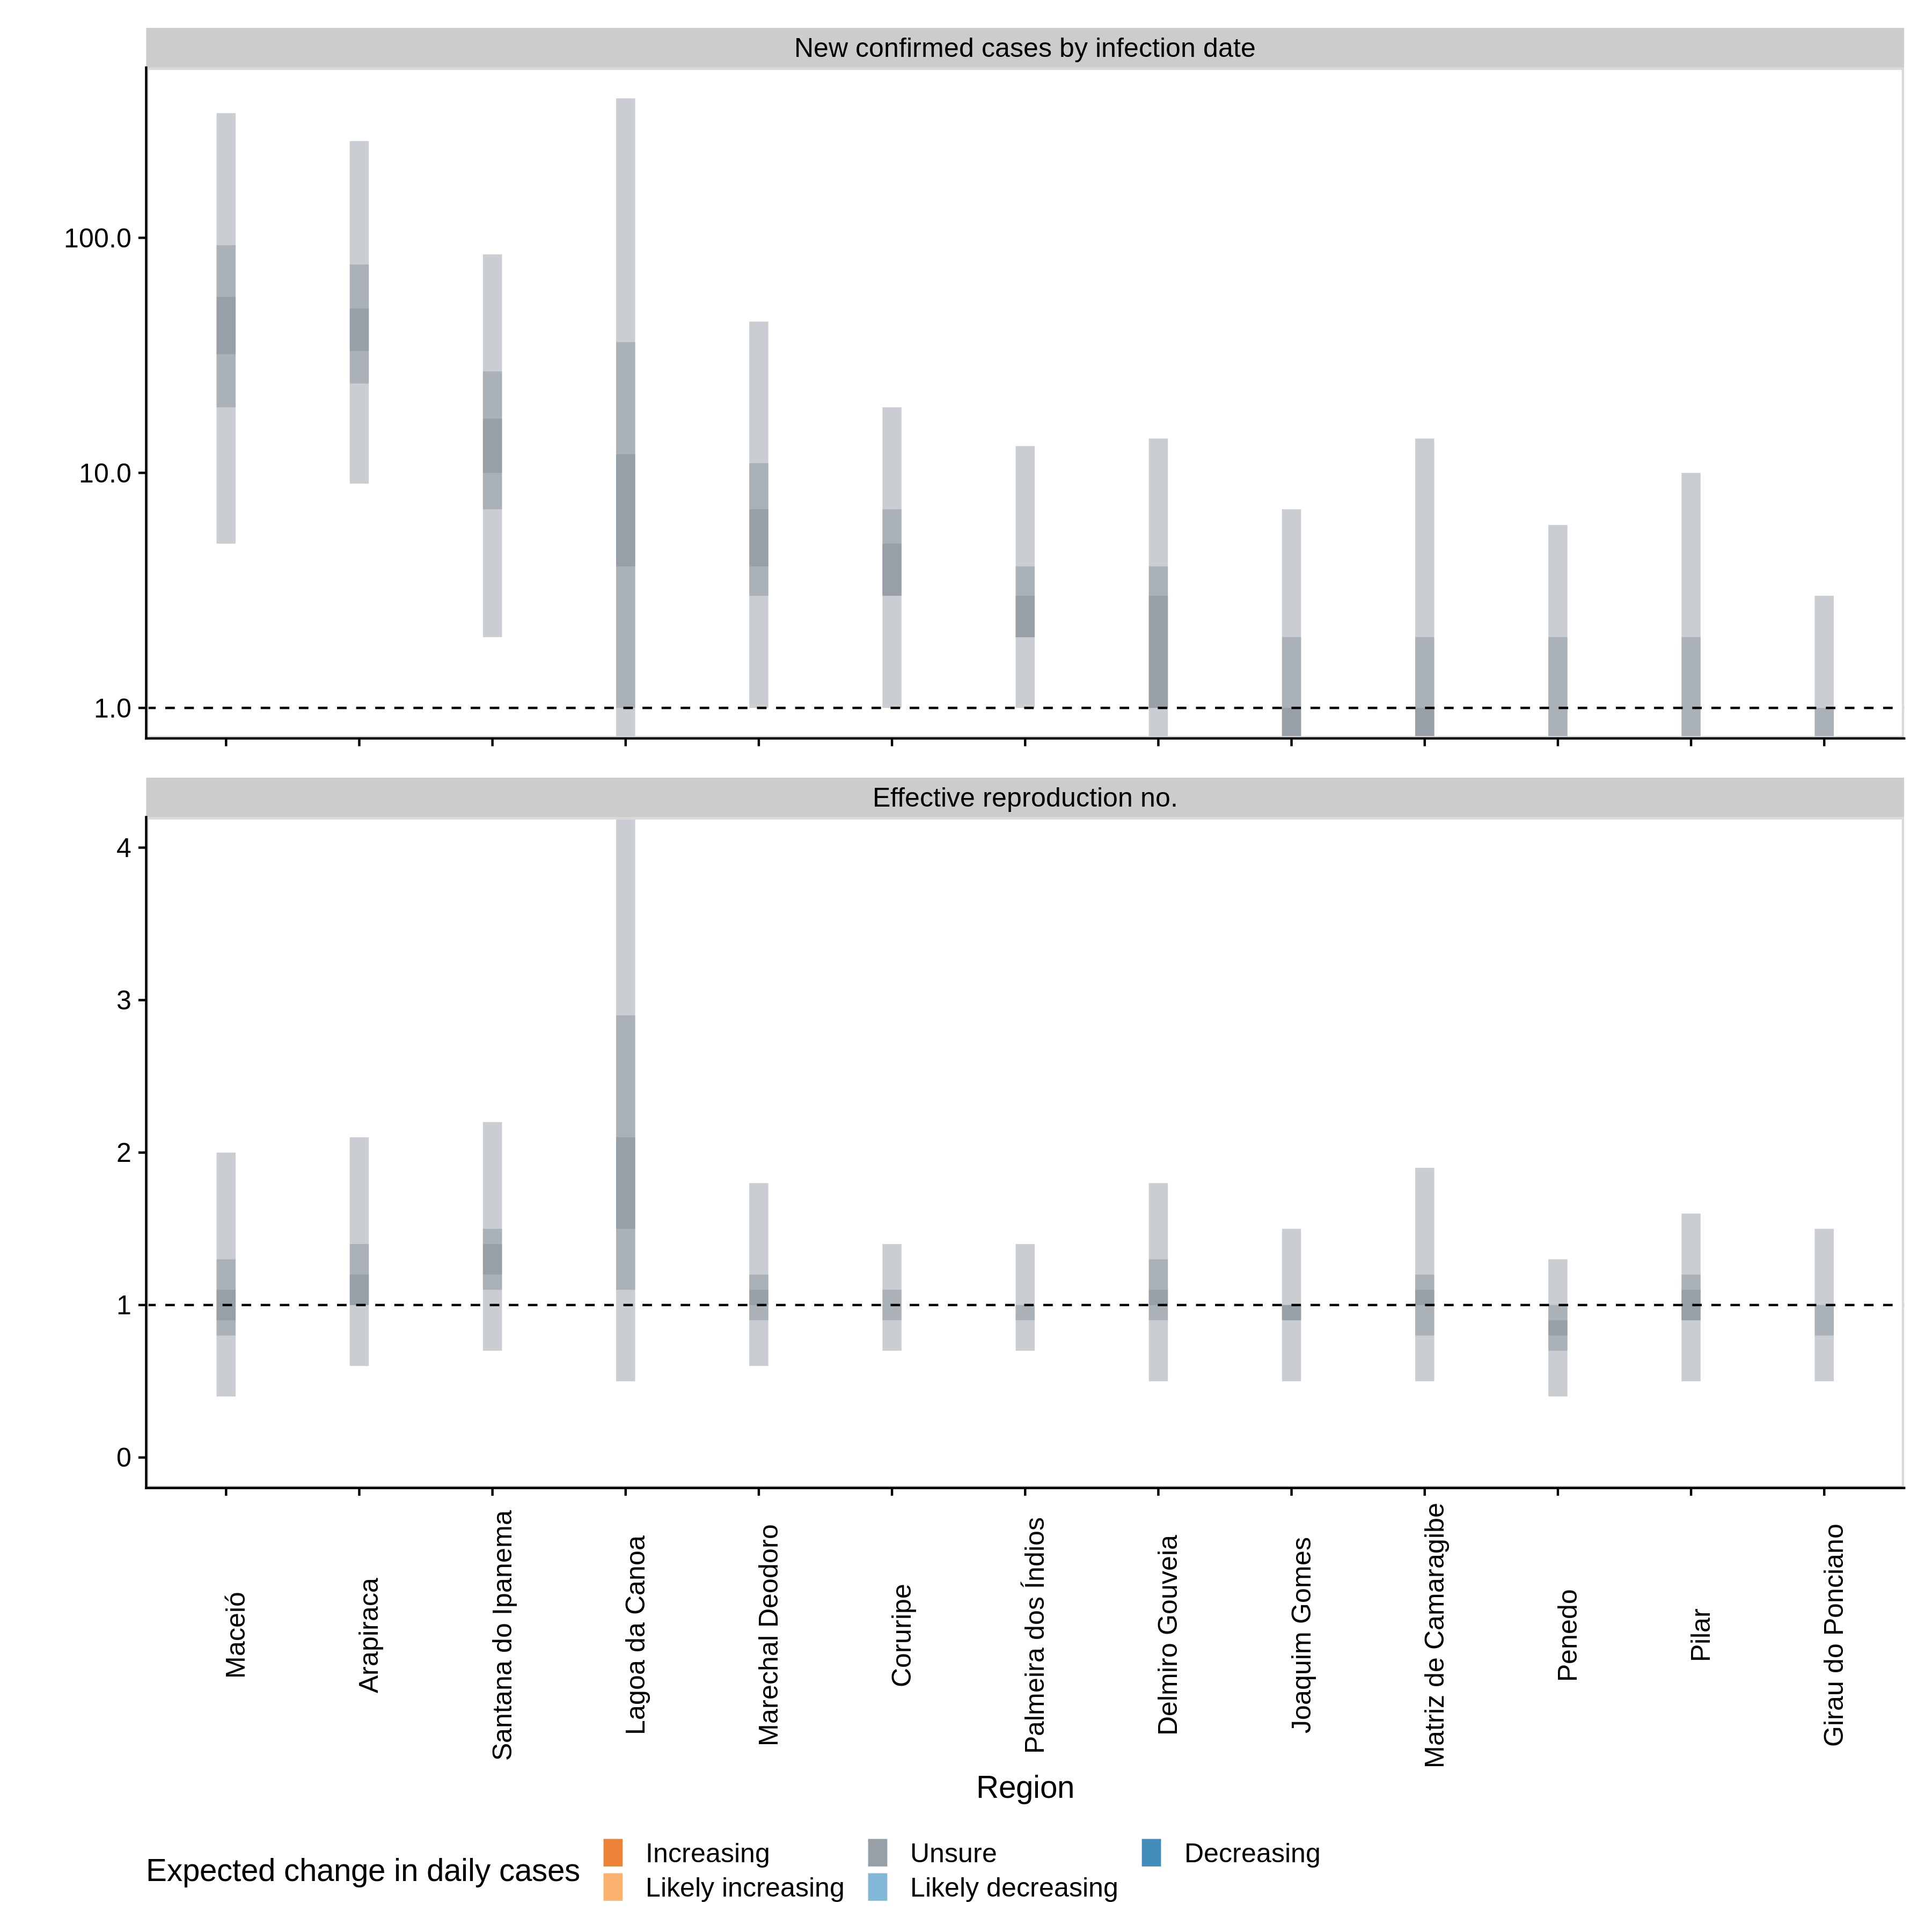 New confirmed cases by infection date
100.0
10.0
1.0
Effective reproduction no.
4
3
2
1
0
Maceió
Arapiraca
Santana do Ipanema
Lagoa da Canoa
Marechal Deodoro
Coruripe
Palmeira dos Índios
Delmiro Gouveia
Joaquim Gomes
Matriz de Camaragibe
Penedo
Pilar
Girau do Ponciano
Region
Expected change in daily cases
Increasing
Unsure
Decreasing
Likely increasing
Likely decreasing